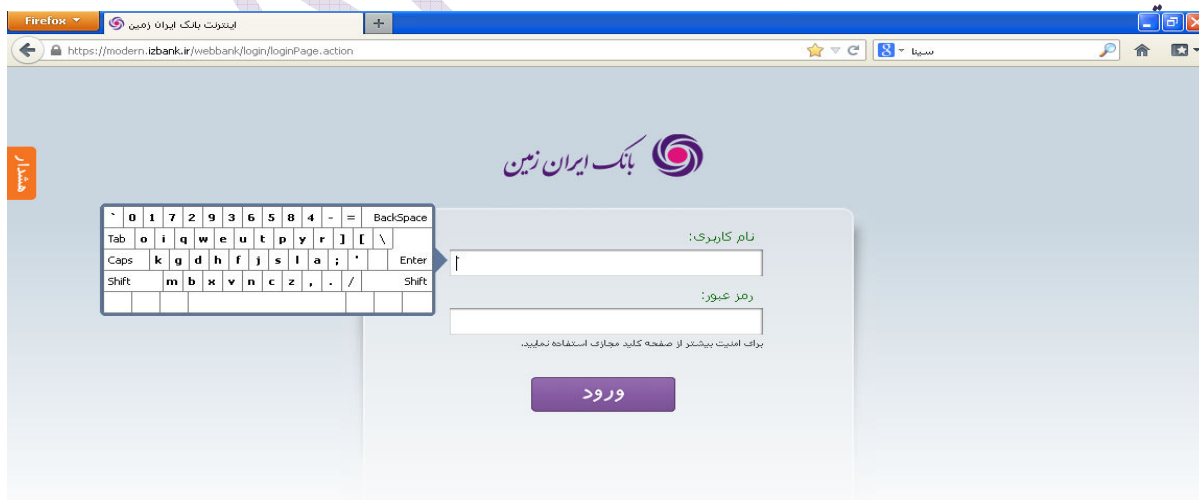 Firefox
اینترنت بانک ایران زمین
+
https://modern.izbank.ir/webbank/login/loginPage.action
سینا
هشدار
بانک ایران زمین
` 0 1 7 2 9 3 6 5 8 4 - = BackSpace
Tab o i q w e u t p y r ] [ \
Caps k g d h f j s l a ; ' Enter
Shift m b x v n c z , . / Shift
نام کاربری:
رمز عبور:
برای امنیت بیشتر از صفحه کلید مجازی استفاده نمایید.
ورود